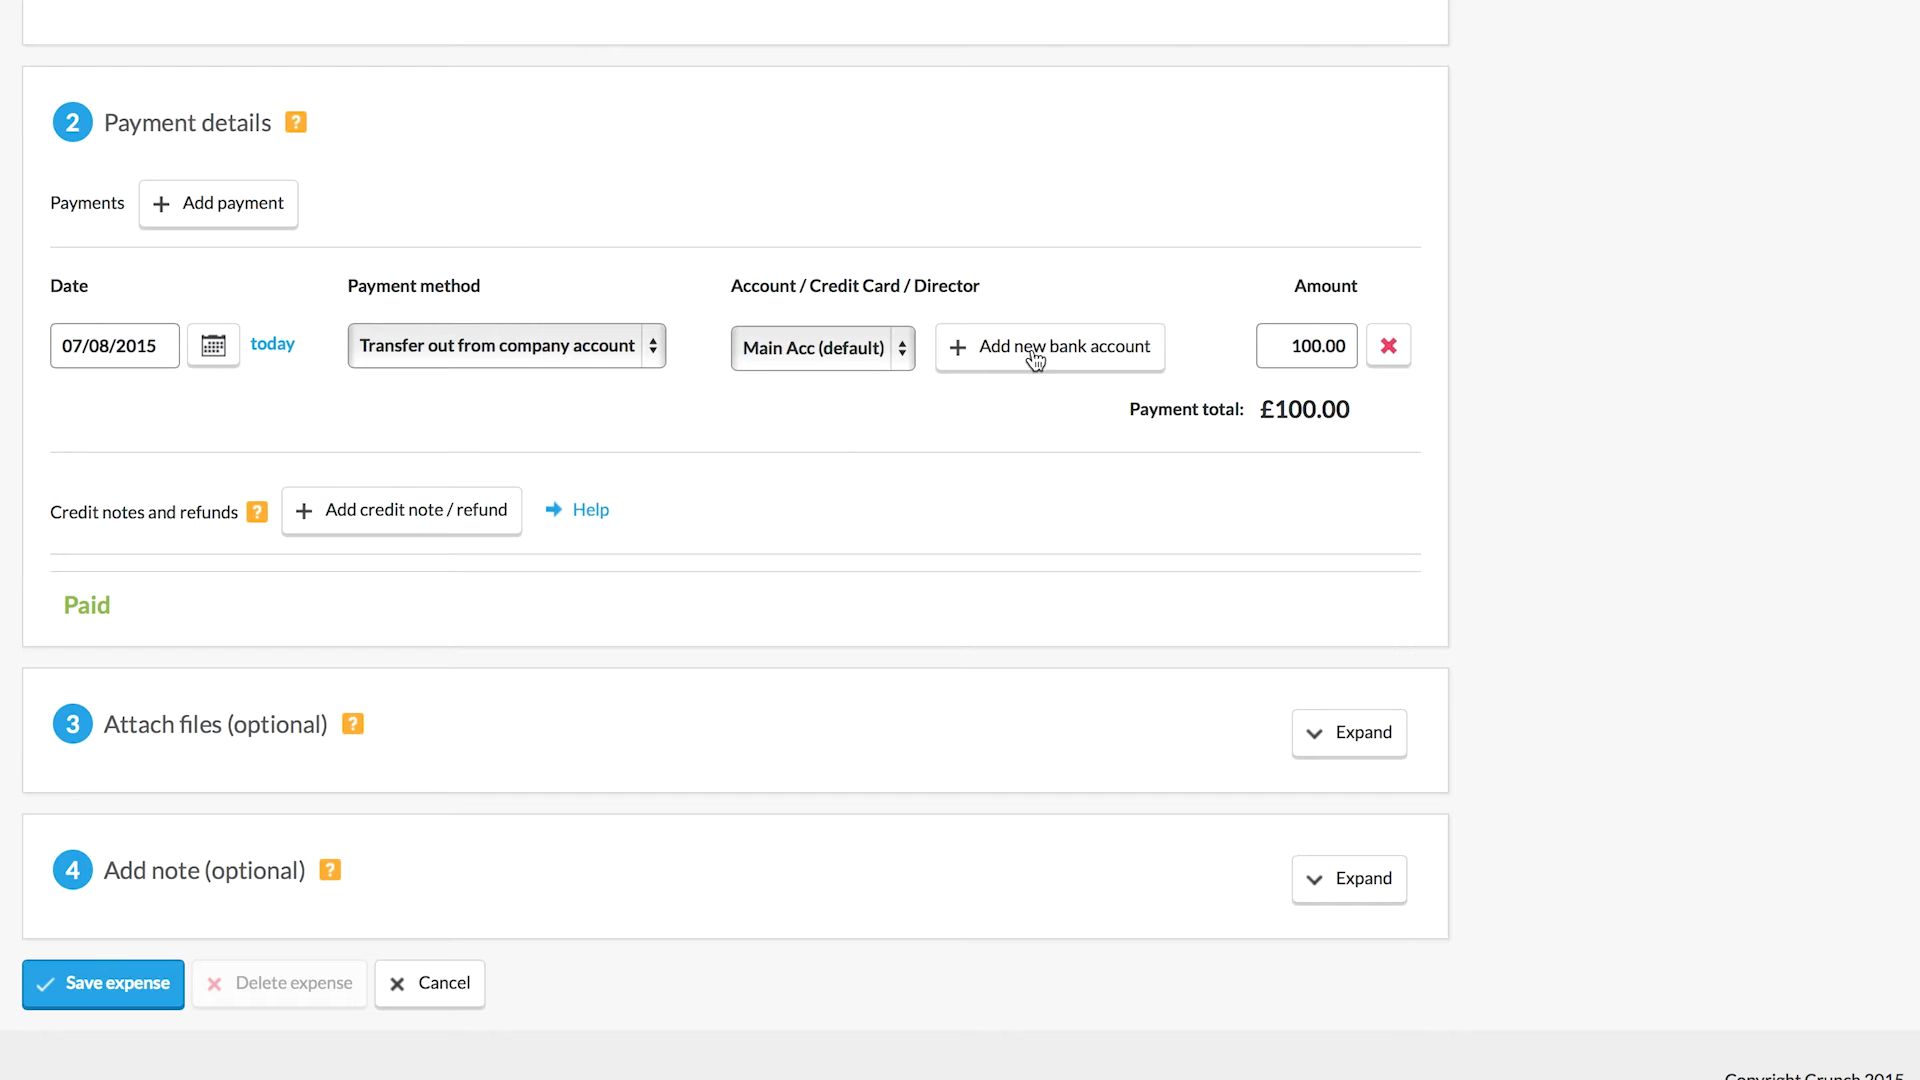 2 Payment details ?
Payments + Add payment
Date Payment method Account / Credit Card / Director Amount
07/08/2015 today Transfer out from company account Main Acc (default) + Add new bank account 100.00
Payment total: £100.00
Credit notes and refunds ? + Add credit note / refund Help
Paid
3 Attach files (optional) ? Expand
4 Add note (optional) ? Expand
Save expense Delete expense Cancel
Copyright Crunch 2015